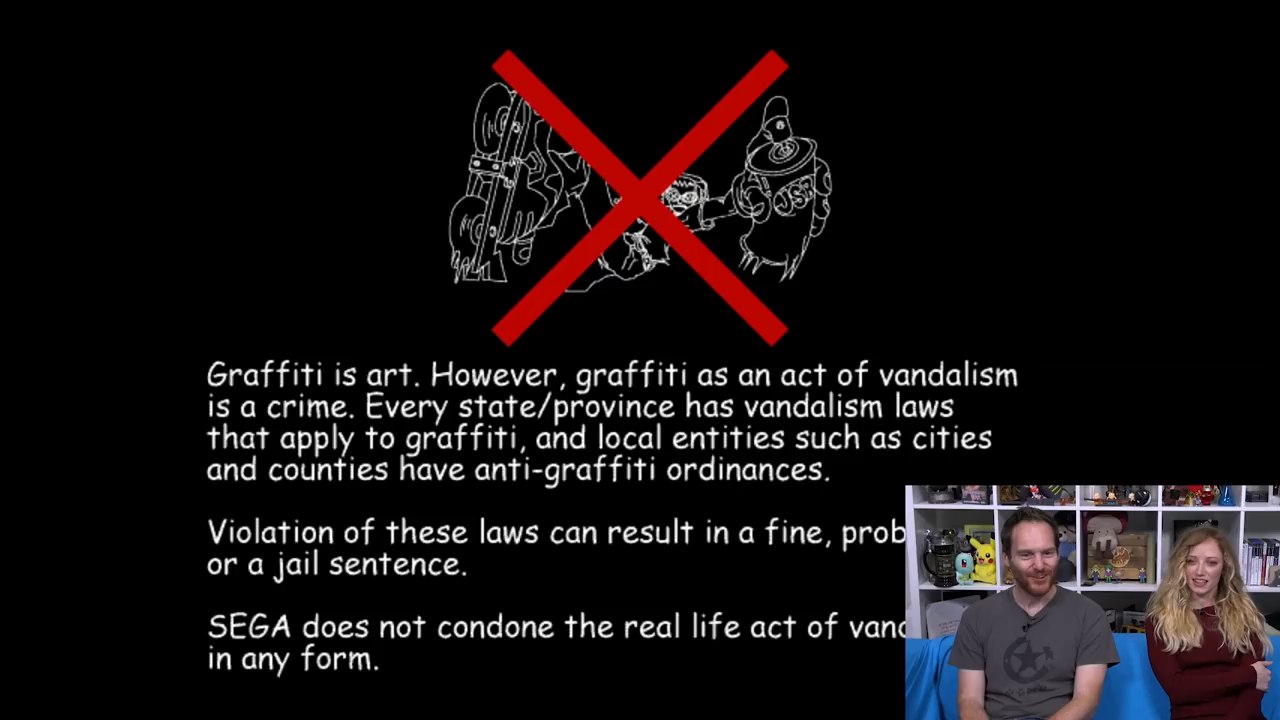 JSR
Graffiti is art. However, graffiti as an act of vandalism
is a crime. Every state/province has vandalism laws
that apply to graffiti, and local entities such as cities
and counties have anti-graffiti ordinances.
Violation of these laws can result in a fine,
or a jail sentence.
SEGA does not condone the real life act of
in any form.